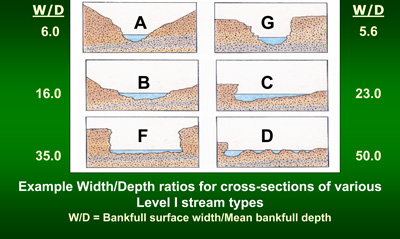 W/D W/D
6.0 A G 5.6
16.0 B C 23.0
35.0 F D 50.0
Example Width/Depth ratios for cross-sections of various
Level I stream types
W/D = Bankfull surface width/Mean bankfull depth